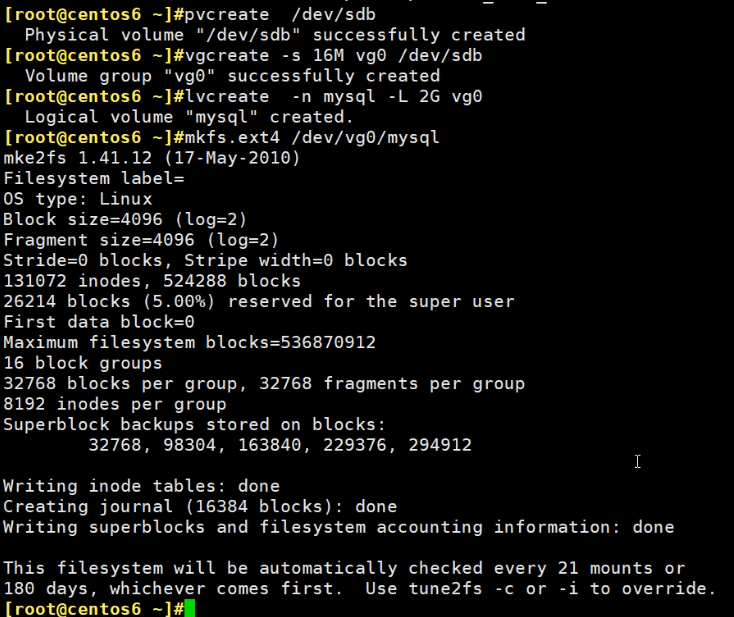 [root@centos6 ~]#pvcreate  /dev/sdb
  Physical volume "/dev/sdb" successfully created
[root@centos6 ~]#vgcreate -s 16M vg0 /dev/sdb
  Volume group "vg0" successfully created
[root@centos6 ~]#lvcreate  -n mysql -L 2G vg0
  Logical volume "mysql" created.
[root@centos6 ~]#mkfs.ext4 /dev/vg0/mysql
mke2fs 1.41.12 (17-May-2010)
Filesystem label=
OS type: Linux
Block size=4096 (log=2)
Fragment size=4096 (log=2)
Stride=0 blocks, Stripe width=0 blocks
131072 inodes, 524288 blocks
26214 blocks (5.00%) reserved for the super user
First data block=0
Maximum filesystem blocks=536870912
16 block groups
32768 blocks per group, 32768 fragments per group
8192 inodes per group
Superblock backups stored on blocks:
        32768, 98304, 163840, 229376, 294912

Writing inode tables: done
Creating journal (16384 blocks): done
Writing superblocks and filesystem accounting information: done

This filesystem will be automatically checked every 21 mounts or
180 days, whichever comes first.  Use tune2fs -c or -i to override.
[root@centos6 ~]#